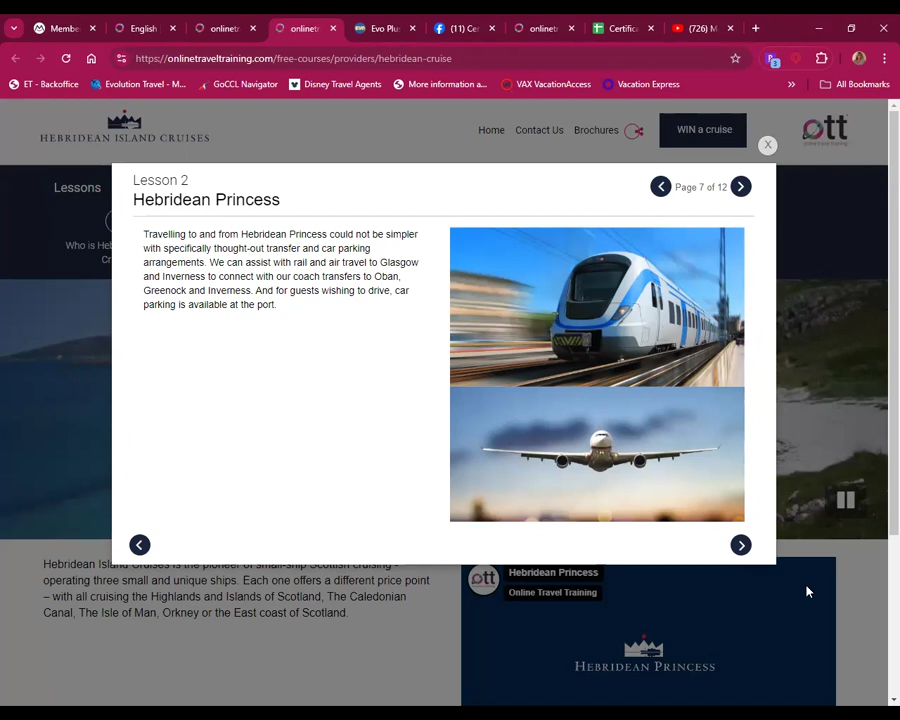 Membe
English
onlinetr
onlinetr
Evo Plus
(11) Cer
onlinetr
Certifica
(726) M
https://onlinetraveltraining.com/free-courses/providers/hebridean-cruise
3
ET - Backoffice
Evolution Travel - M...
GoCCL Navigator
Disney Travel Agents
More information a...
VAX VacationAccess
Vacation Express
All Bookmarks
HEBRIDEAN ISLAND CRUISES
Home
Contact Us
Brochures
WIN a cruise
ott
online travel training
X
Lessons
Who is Heb
Cr
Lesson 2
Hebridean Princess
Page 7 of 12
Travelling to and from Hebridean Princess could not be simpler
with specifically thought-out transfer and car parking
arrangements. We can assist with rail and air travel to Glasgow
and Inverness to connect with our coach transfers to Oban,
Greenock and Inverness. And for guests wishing to drive, car
parking is available at the port.
Hebridean Island Cruises is the pioneer of small-ship Scottish cruising -
operating three small and unique ships. Each one offers a different price point
– with all cruising the Highlands and Islands of Scotland, The Caledonian
Canal, The Isle of Man, Orkney or the East coast of Scotland.
ott
Hebridean Princess
Online Travel Training
HEBRIDEAN PRINCESS